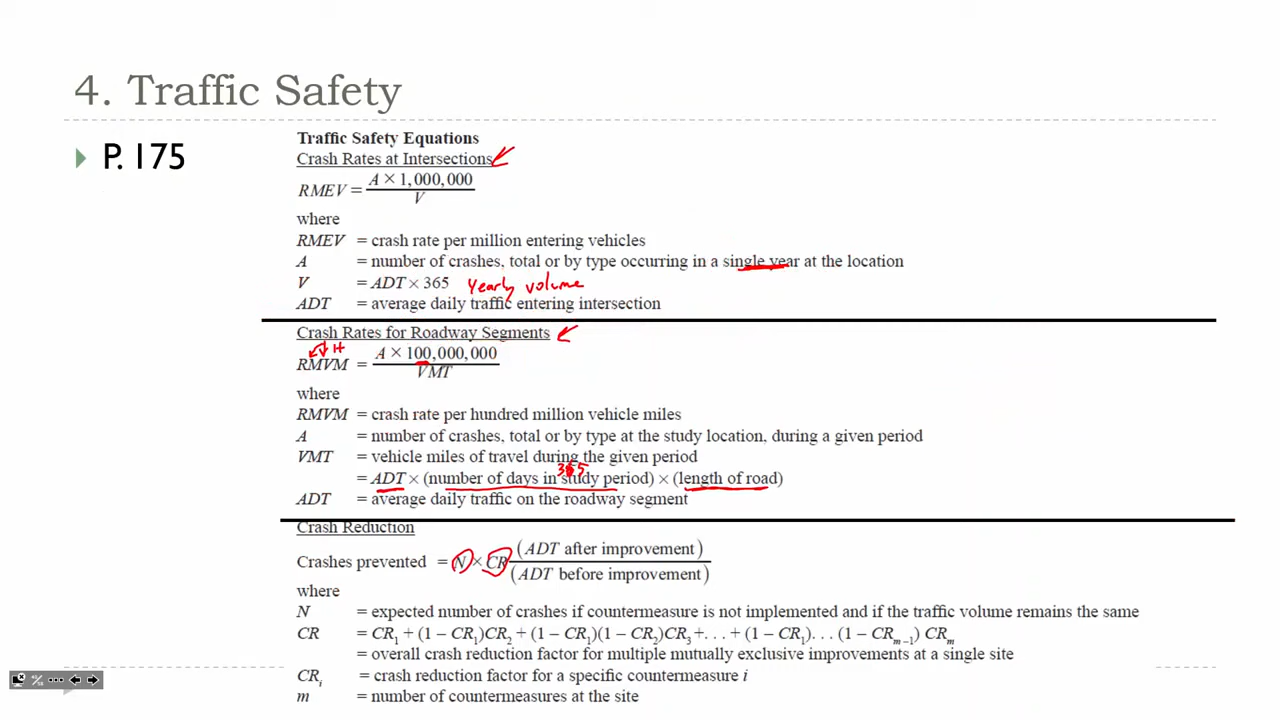 4. Traffic Safety
P. 175
Traffic Safety Equations
Crash Rates at Intersections
RMEV = A × 1,000,000 / V
where
RMEV = crash rate per million entering vehicles
A = number of crashes, total or by type occurring in a single year at the location
V = ADT × 365 Yearly volume
ADT = average daily traffic entering intersection
Crash Rates for Roadway Segments
H
RMVM = A × 100,000,000 / VMT
where
RMVM = crash rate per hundred million vehicle miles
A = number of crashes, total or by type at the study location, during a given period
VMT = vehicle miles of travel during the given period
365
= ADT × (number of days in study period) × (length of road)
ADT = average daily traffic on the roadway segment
Crash Reduction
Crashes prevented = N × CR (ADT after improvement) / (ADT before improvement)
where
N = expected number of crashes if countermeasure is not implemented and if the traffic volume remains the same
CR = CR₁ + (1 – CR₁)CR₂ + (1 – CR₁)(1 – CR₂)CR₃ + . . . + (1 – CR₁) . . . (1 – CRₘ₋₁) CRₘ
= overall crash reduction factor for multiple mutually exclusive improvements at a single site
CRᵢ = crash reduction factor for a specific countermeasure i
m = number of countermeasures at the site